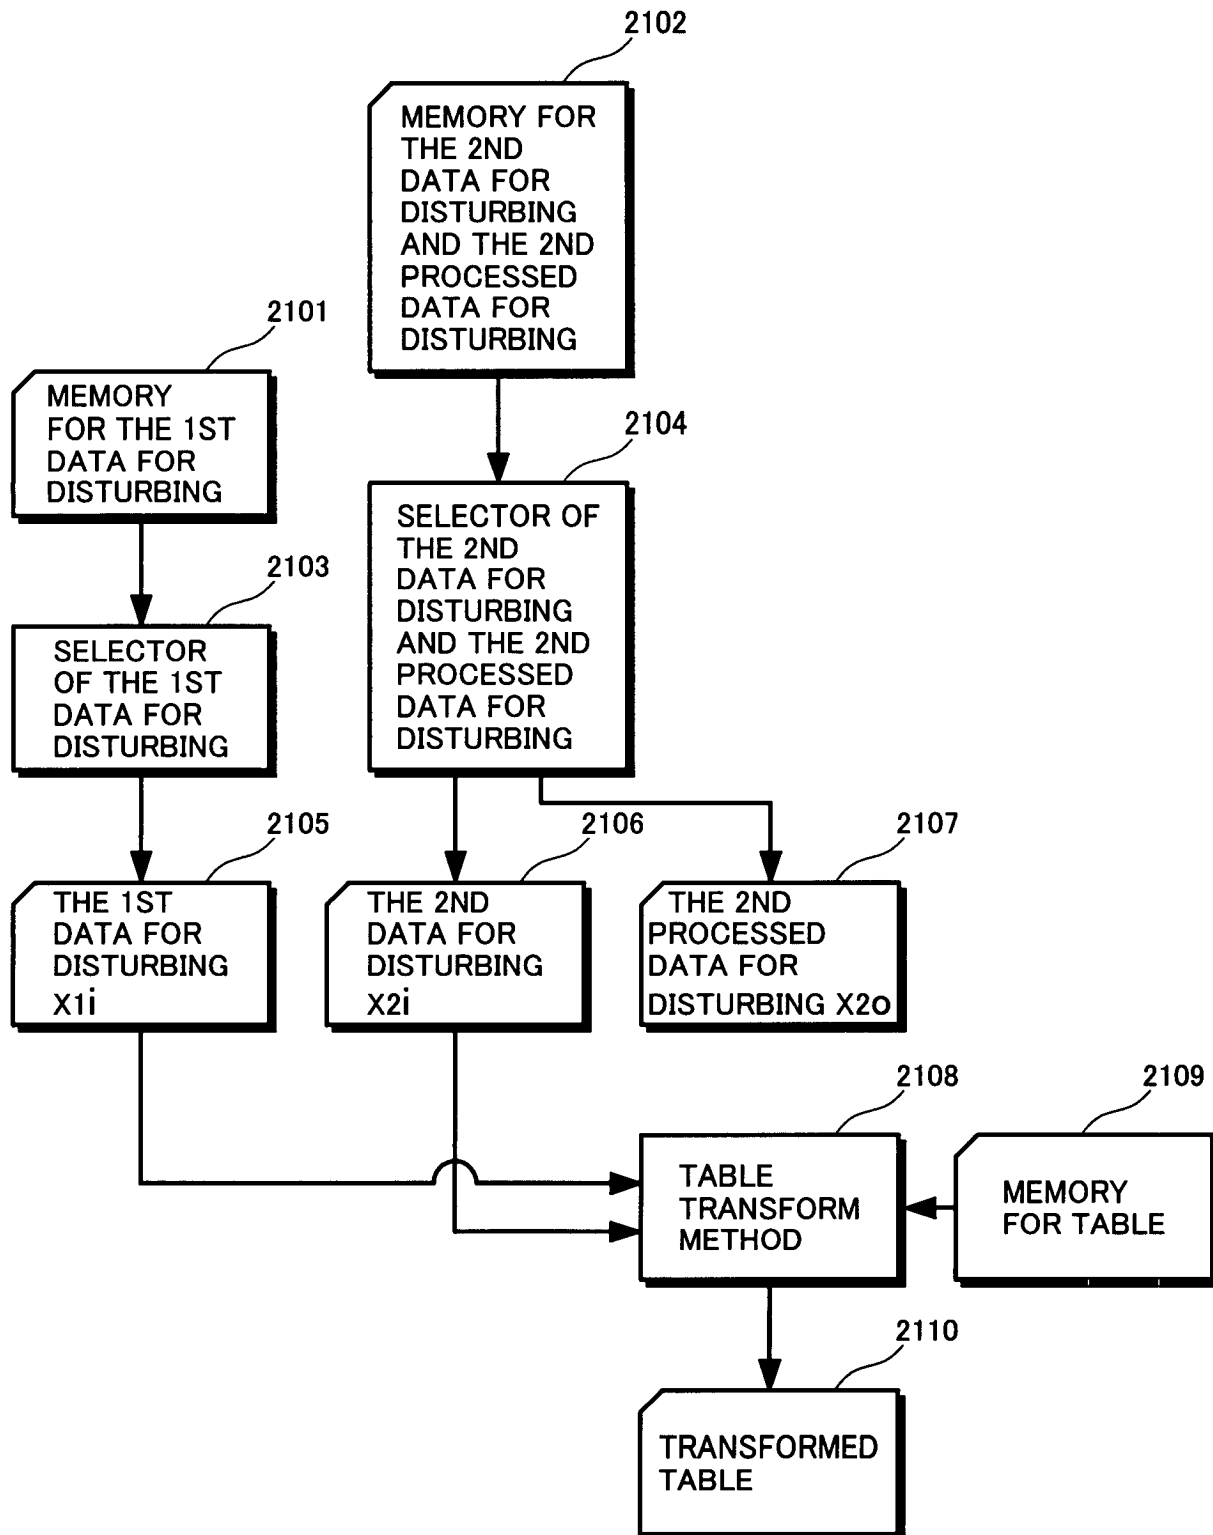 2102
MEMORY FOR
THE 2ND
DATA FOR
DISTURBING
AND THE 2ND
PROCESSED
DATA FOR
DISTURBING
2101
MEMORY
FOR THE 1ST
DATA FOR
DISTURBING
2104
SELECTOR OF
THE 2ND
DATA FOR
DISTURBING
AND THE 2ND
PROCESSED
DATA FOR
DISTURBING
2103
SELECTOR
OF THE 1ST
DATA FOR
DISTURBING
2105
THE 1ST
DATA FOR
DISTURBING
X1i
2106
THE 2ND
DATA FOR
DISTURBING
X2i
2107
THE 2ND
PROCESSED
DATA FOR
DISTURBING X2o
2108
TABLE
TRANSFORM
METHOD
2109
MEMORY
FOR TABLE
2110
TRANSFORMED
TABLE